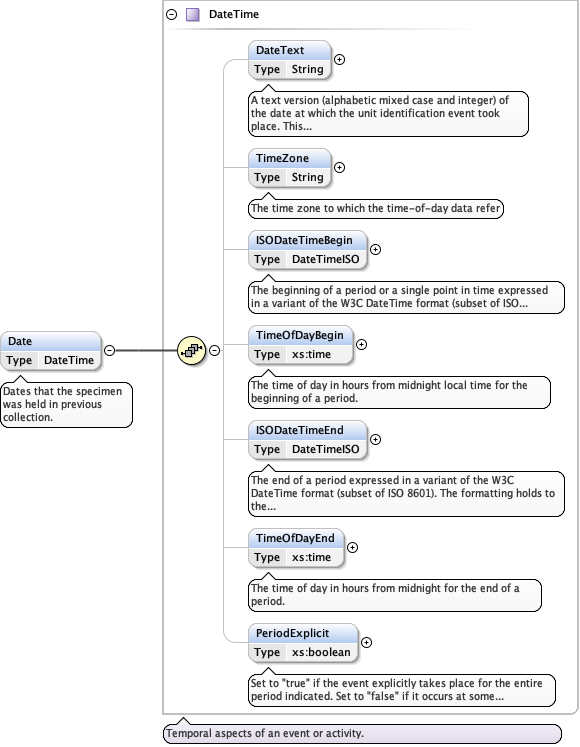 DateTime
DateText
Type String
A text version (alphabetic mixed case and integer) of
the date at which the unit identification event took
place. This...
TimeZone
Type String
The time zone to which the time-of-day data refer
ISODateTimeBegin
Type DateTimeISO
The beginning of a period or a single point in time expressed
in a variant of the W3C DateTime format (subset of ISO...
Date
Type DateTime
Dates that the specimen
was held in previous
collection.
TimeOfDayBegin
Type xs:time
The time of day in hours from midnight local time for the
beginning of a period.
ISODateTimeEnd
Type DateTimeISO
The end of a period expressed in a variant of the W3C
DateTime format (subset of ISO 8601). The formatting holds to
the...
TimeOfDayEnd
Type xs:time
The time of day in hours from midnight for the end of a
period.
PeriodExplicit
Type xs:boolean
Set to "true" if the event explicitly takes place for the entire
period indicated. Set to "false" if it occurs at some...
Temporal aspects of an event or activity.